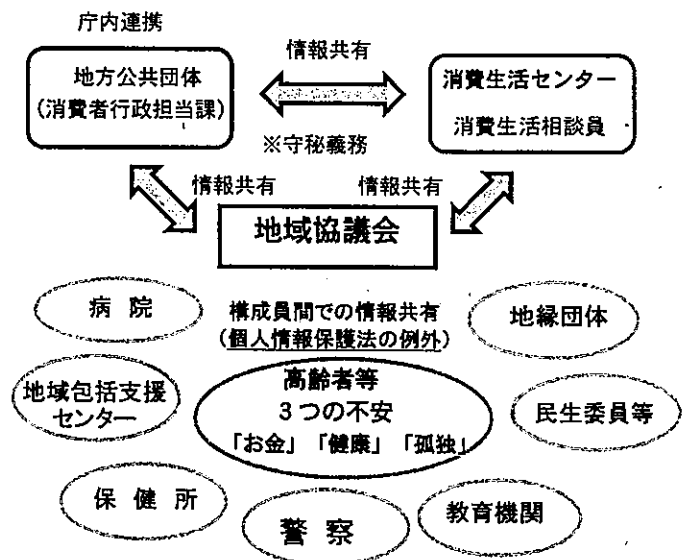 庁内連携
地方公共団体
(消費者行政担当課)
情報共有
※守秘義務
消費生活センター
消費生活相談員
情報共有
情報共有
地域協議会
構成員間での情報共有
(個人情報保護法の例外)
病院
地縁団体
高齢者等
3つの不安
「お金」「健康」「孤独」
地域包括支援
センター
民生委員等
保健所
警察
教育機関